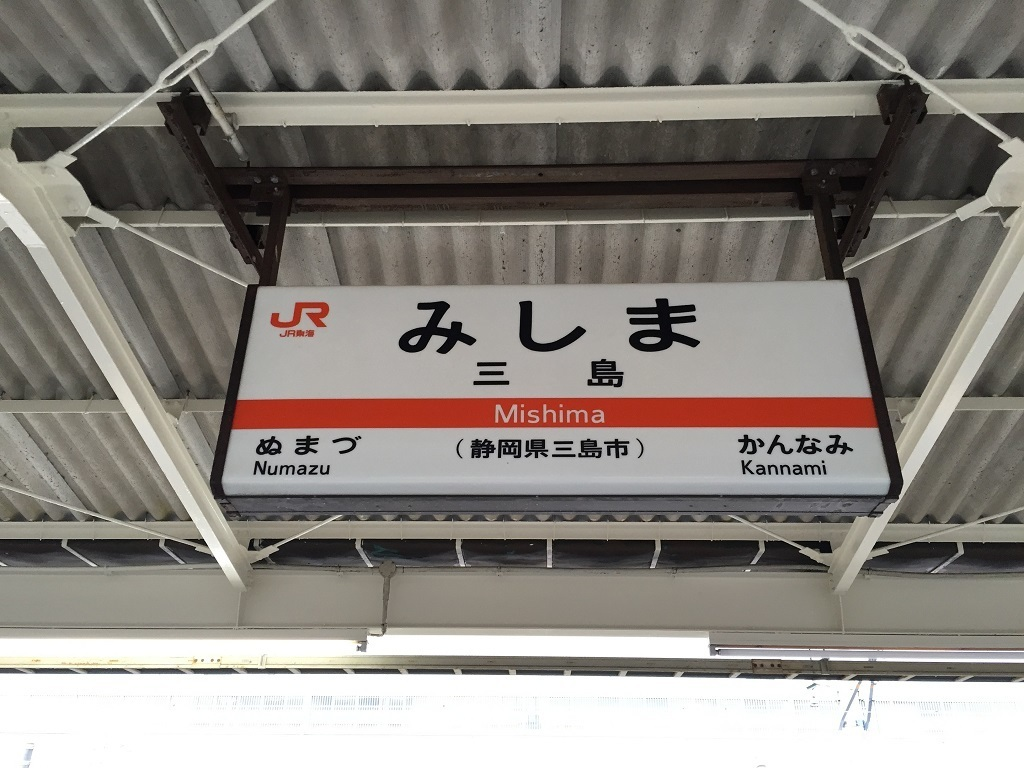 JR
JR東海
みしま
三島
Mishima
ぬまづ
Numazu
(静岡県三島市)
かんなみ
Kannami